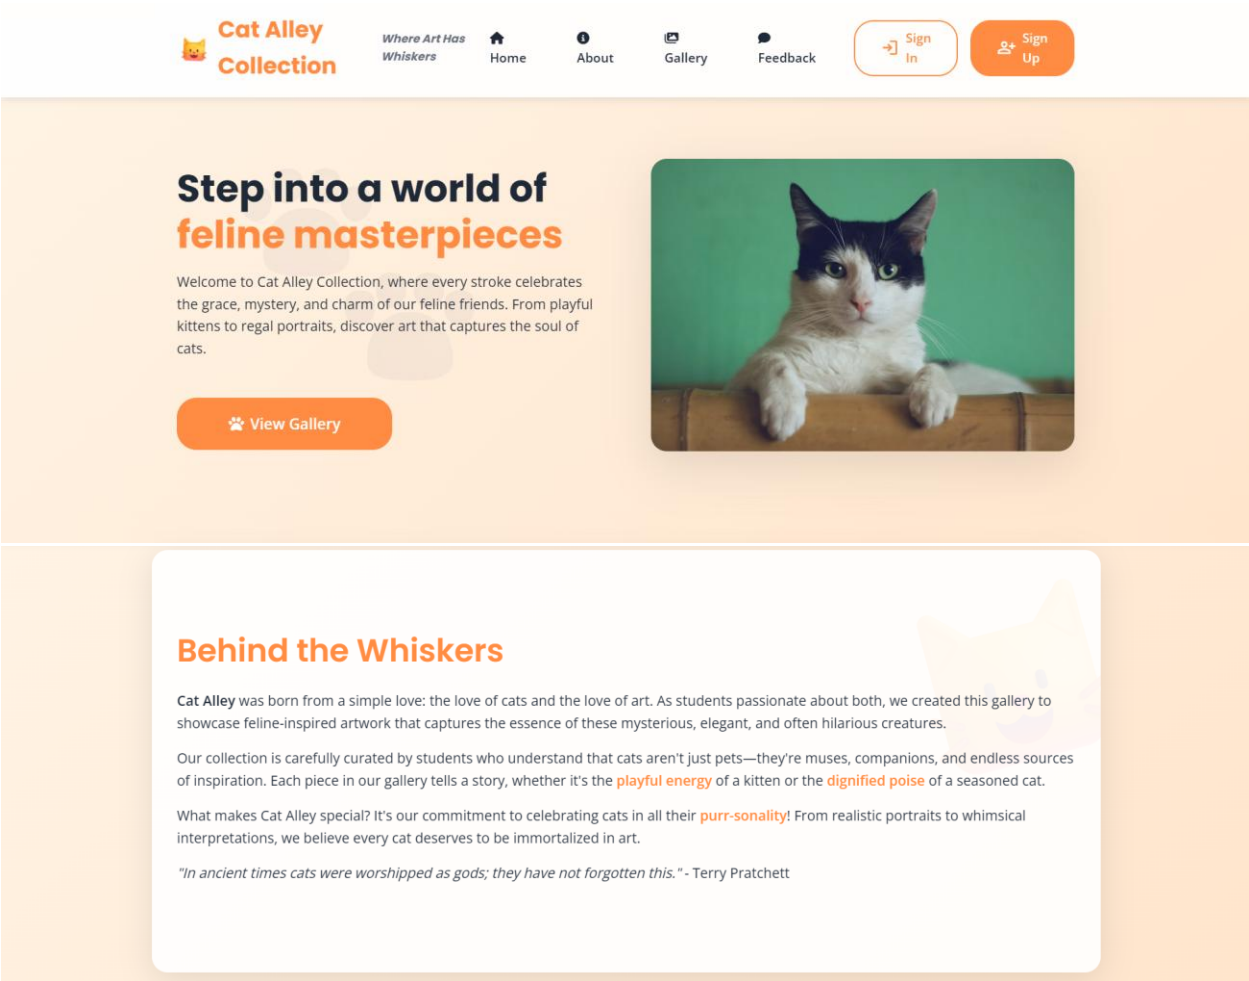 Cat Alley
Collection
Where Art Has
Whiskers
Home
About
Gallery
Feedback
Sign
In
Sign
Up
Step into a world of
feline masterpieces
Welcome to Cat Alley Collection, where every stroke celebrates
the grace, mystery, and charm of our feline friends. From playful
kittens to regal portraits, discover art that captures the soul of
cats.
View Gallery
Behind the Whiskers
Cat Alley was born from a simple love: the love of cats and the love of art. As students passionate about both, we created this gallery to
showcase feline-inspired artwork that captures the essence of these mysterious, elegant, and often hilarious creatures.
Our collection is carefully curated by students who understand that cats aren't just pets—they're muses, companions, and endless sources
of inspiration. Each piece in our gallery tells a story, whether it's the playful energy of a kitten or the dignified poise of a seasoned cat.
What makes Cat Alley special? It's our commitment to celebrating cats in all their purr-sonality! From realistic portraits to whimsical
interpretations, we believe every cat deserves to be immortalized in art.
"In ancient times cats were worshipped as gods; they have not forgotten this." - Terry Pratchett